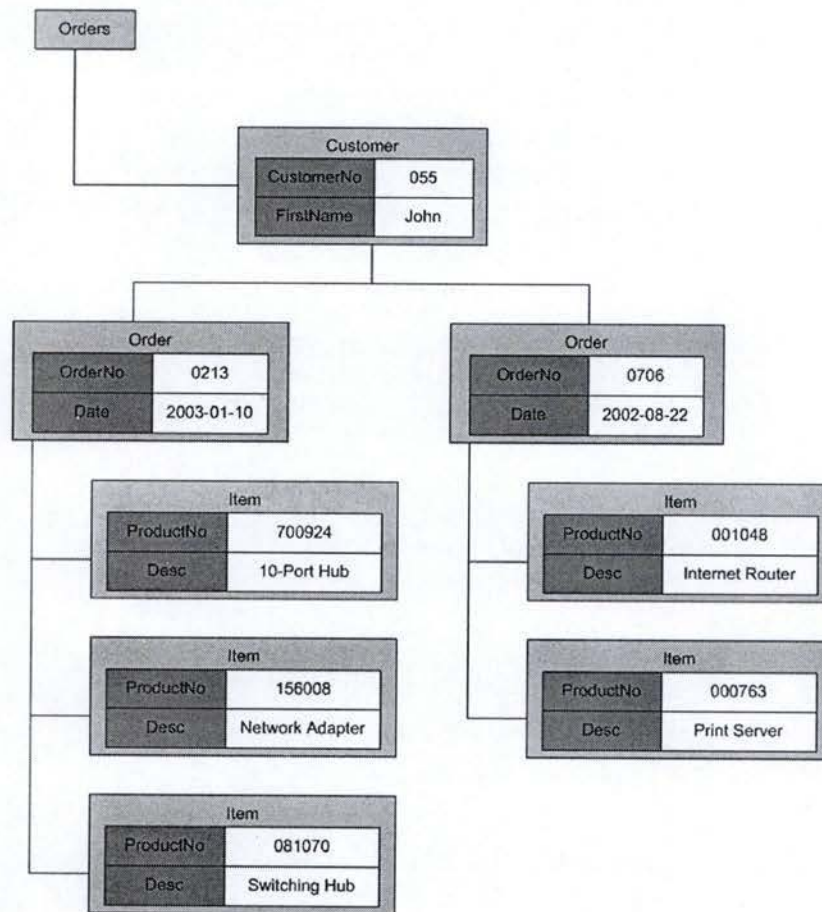 Orders
Customer
CustomerNo 055
FirstName John
Order
OrderNo 0213
Date 2003-01-10
Item
ProductNo 700924
Desc 10-Port Hub
Item
ProductNo 156008
Desc Network Adapter
Item
ProductNo 081070
Desc Switching Hub
Order
OrderNo 0706
Date 2002-08-22
Item
ProductNo 001048
Desc Internet Router
Item
ProductNo 000763
Desc Print Server